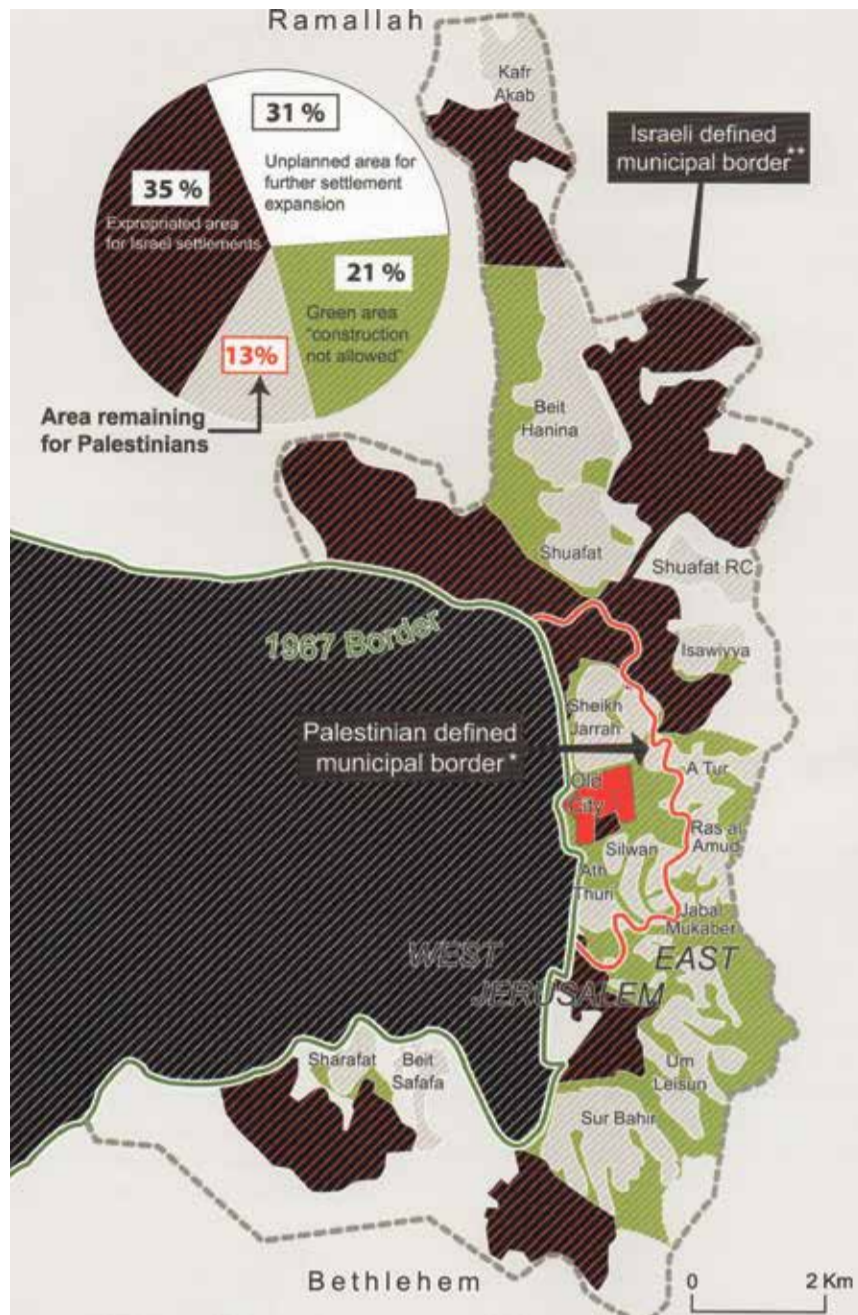 Ramallah
Kafr
Akab
31 %
Unplanned area for
further settlement
expansion
35 %
Expropriated area
for Israel settlements
21 %
Green area
"construction
not allowed"
13%
Area remaining
for Palestinians
Israeli defined
municipal border**
Beit
Hanina
Shuafat
Shuafat RC
1967 Border
Isawiyya
Sheikh
Jarrah
Palestinian defined
municipal border*
A Tur
Old
City
Ras al
Amud
Silwan
Ath
Thuri
Jabal
Mukaber
WEST
EAST
JERUSALEM
Sharafat
Beit
Safafa
Um
Leisun
Sur Bahir
Bethlehem
0
2 Km